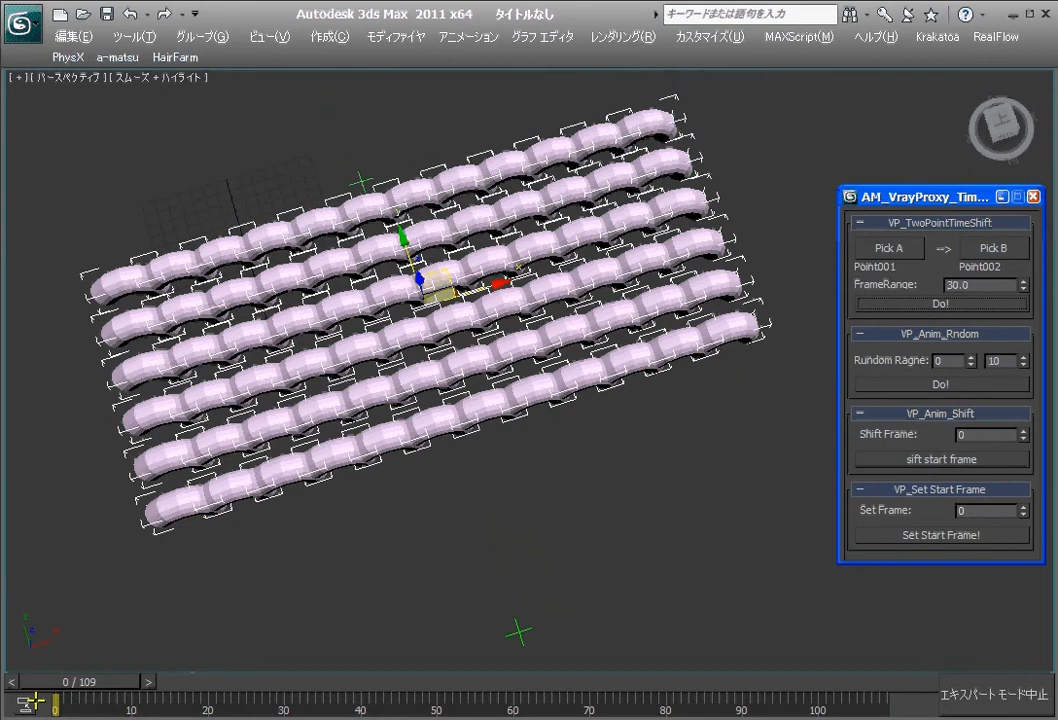 Autodesk 3ds Max 2011 x64 タイトルなし
キーワードまたは語句を入力
編集(E) ツール(T) グループ(G) ビュー(V) 作成(C) モディファイヤ アニメーション グラフ エディタ レンダリング(R) カスタマイズ(U) MAXScript(M) ヘルプ(H) Krakatoa RealFlow
PhysX a-matsu HairFarm
[ + ] [ パースペクティブ ] [ スムーズ + ハイライト ]
AM_VrayProxy_Tim...
VP_TwoPointTimeShift
Pick A --> Pick B
Point001 Point002
FrameRange: 30.0
Do!
VP_Anim_Rndom
Rundom Ragne: 0 10
Do!
VP_Anim_Shift
Shift Frame: 0
sift start frame
VP_Set Start Frame
Set Frame: 0
Set Start Frame!
< 0 / 109 >
エキスパート モード中止
0 10 20 30 40 50 60 70 80 90 100